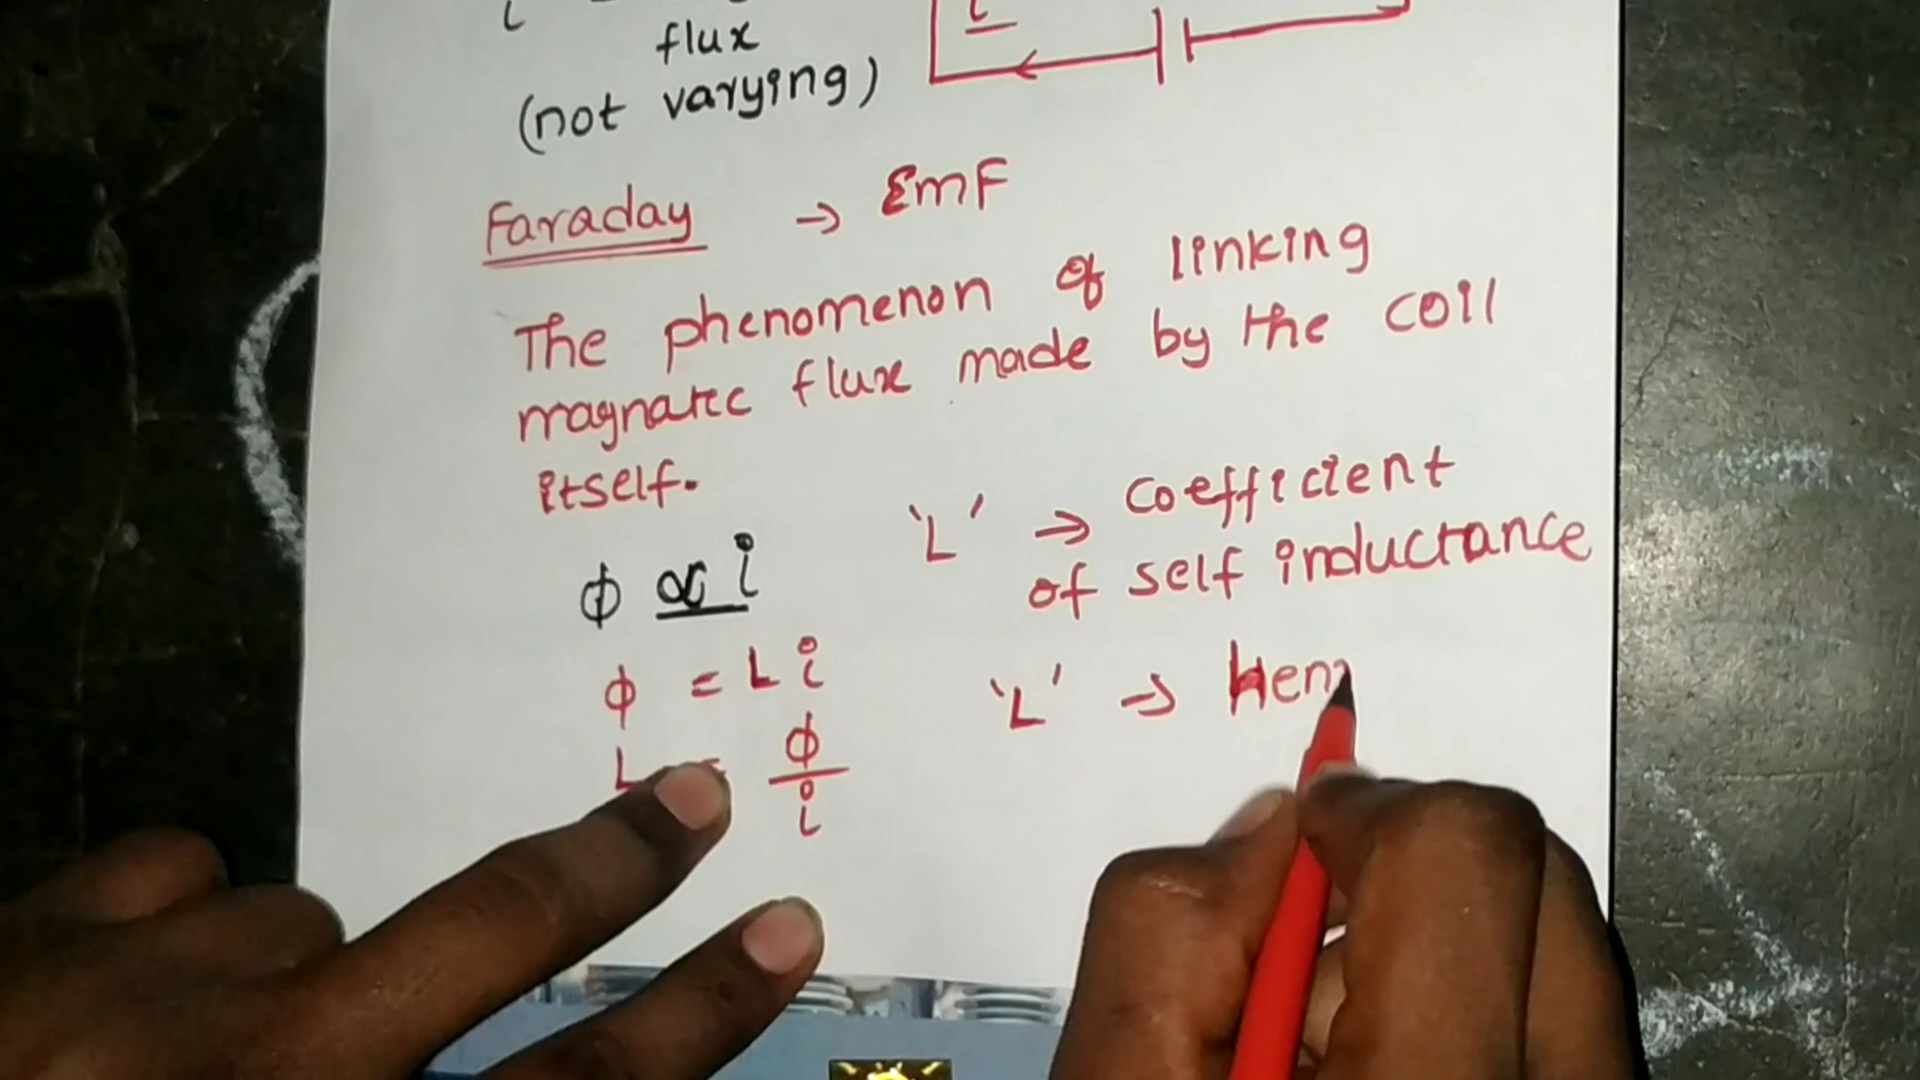 i
flux
(not varying)
i
Faraday → EMF
The phenomenon of linking
magnatic flux made by the coil
itself.
'L' → coefficient
of self inductance
ϕ ∝ i
ϕ = Li
L = ϕ/i
'L' → Hen